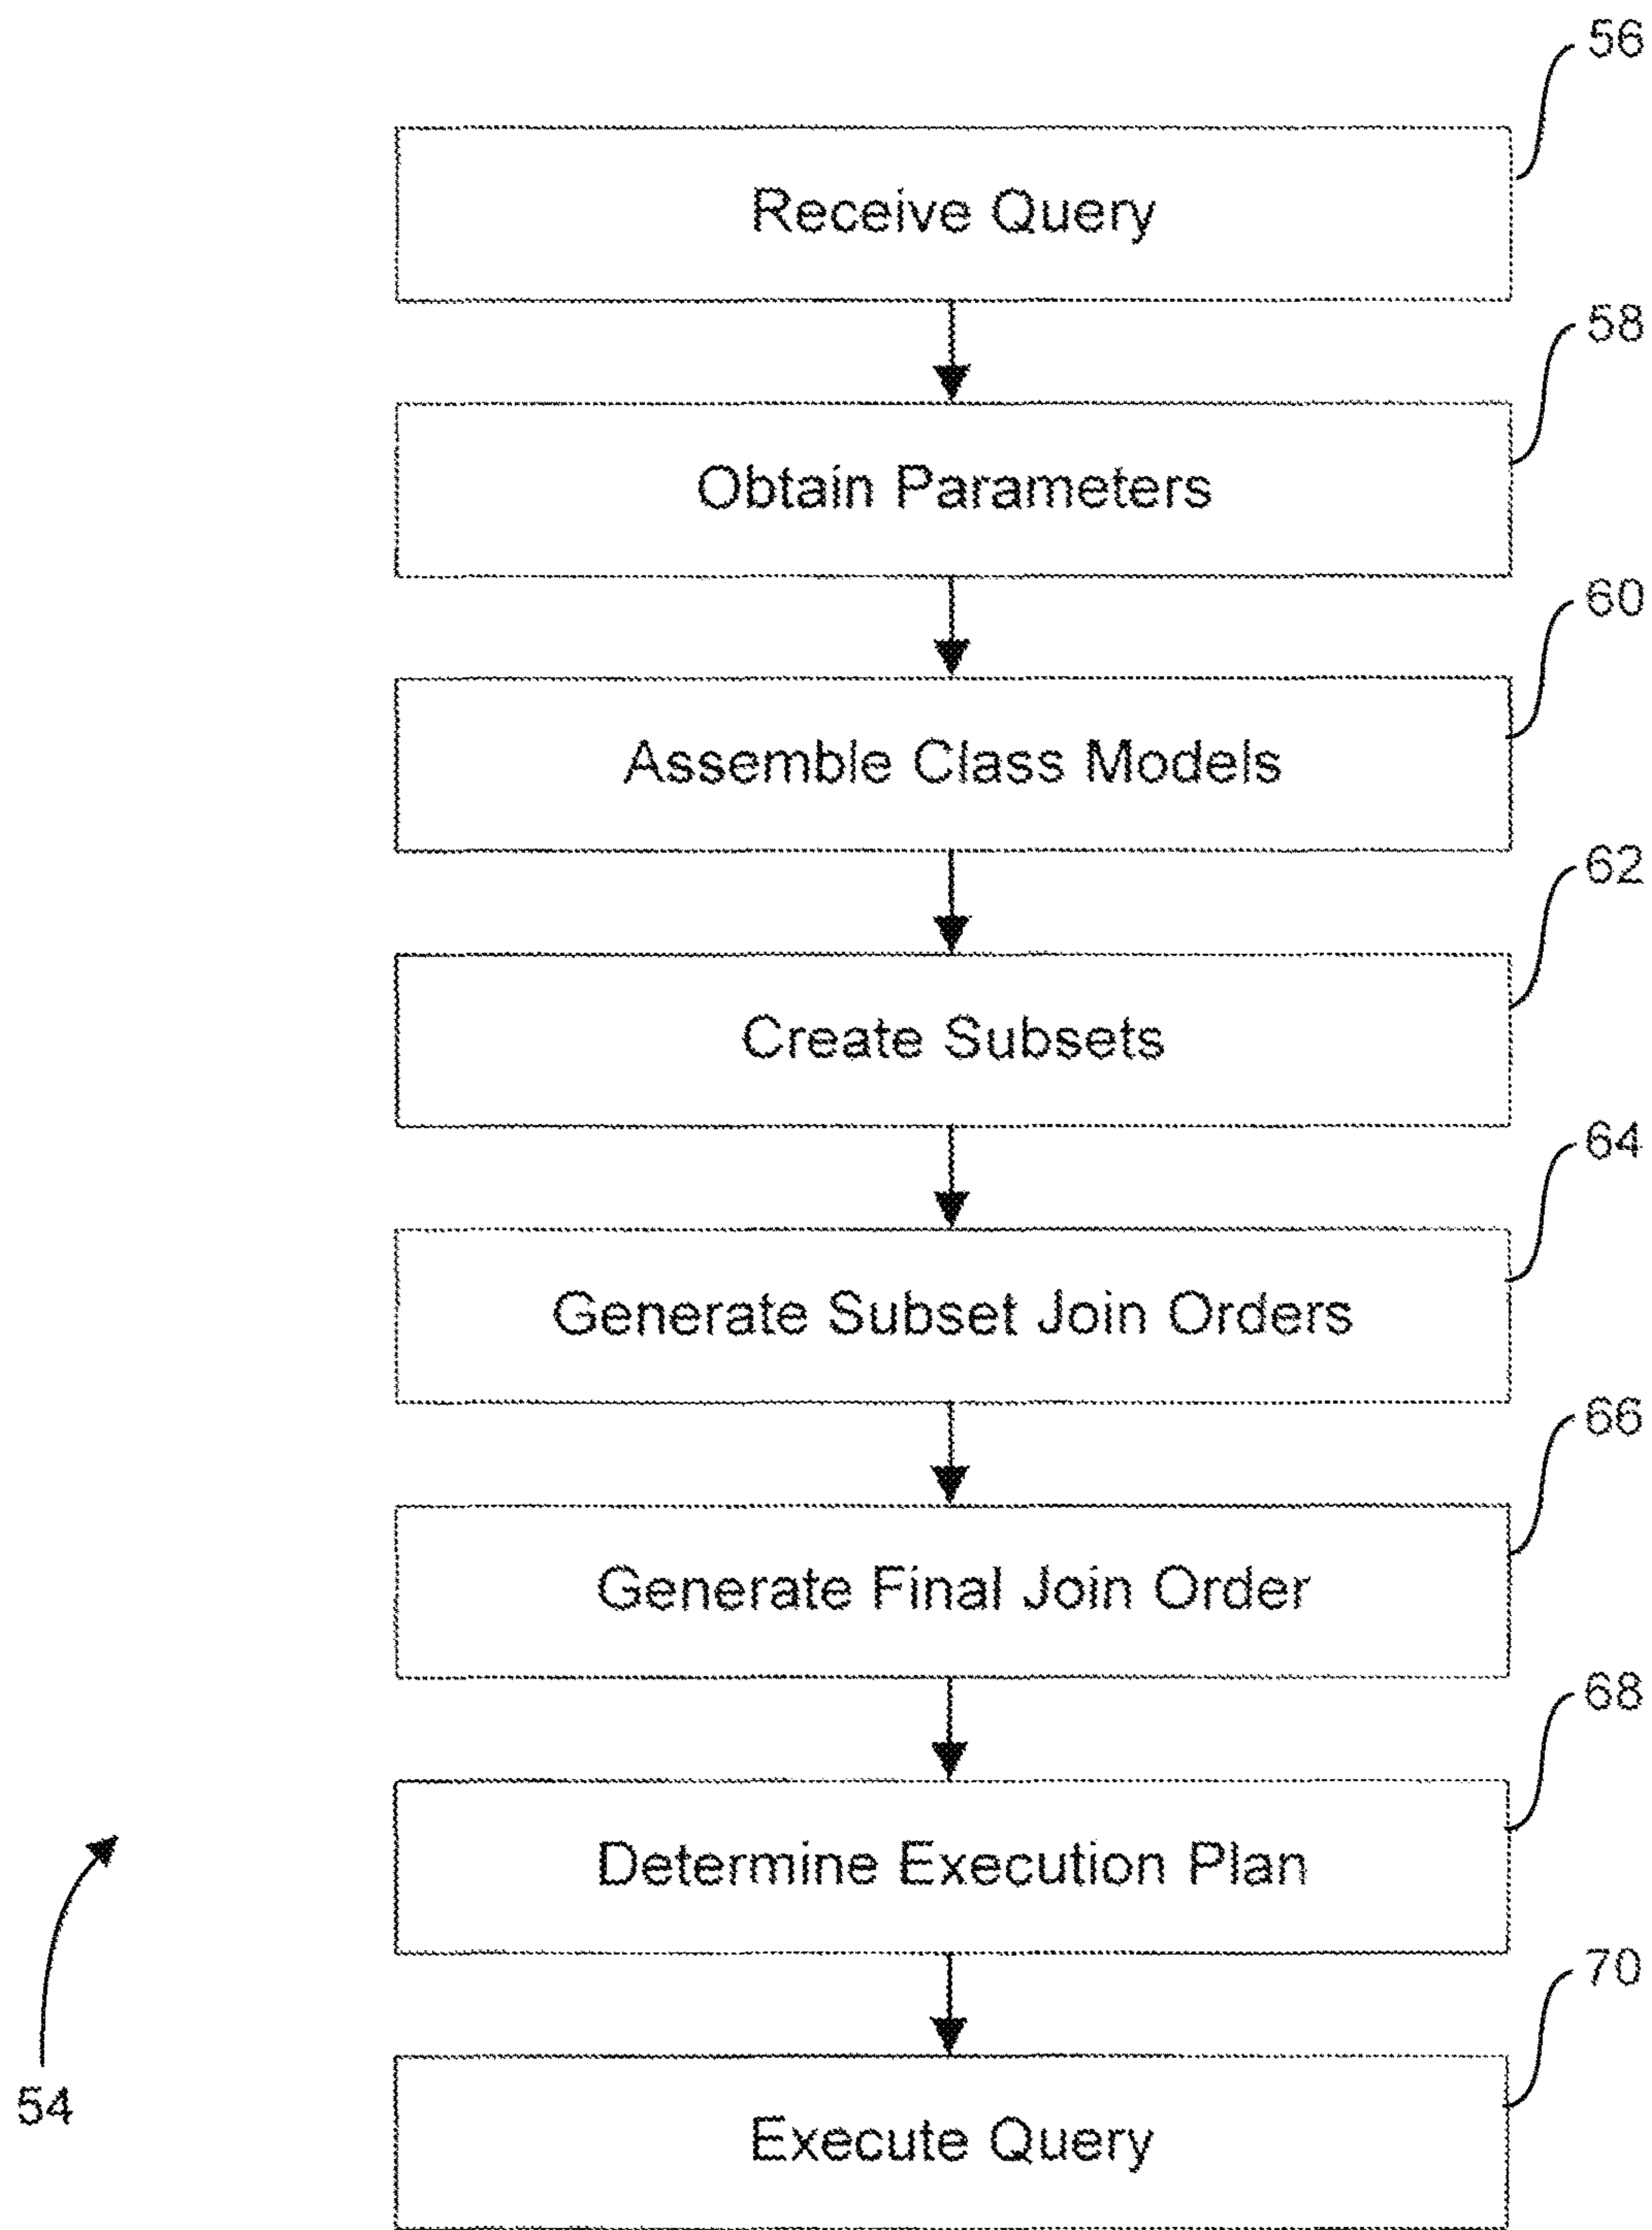 56
Receive Query
58
Obtain Parameters
60
Assemble Class Models
62
Create Subsets
64
Generate Subset Join Orders
66
Generate Final Join Order
68
Determine Execution Plan
70
Execute Query
54